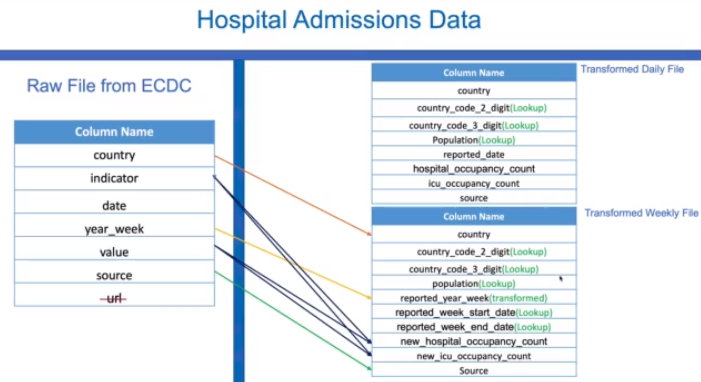 Hospital Admissions Data
Raw File from ECDC
Column Name
country
indicator
date
year_week
value
source
url
Transformed Daily File
Column Name
country
country_code_2_digit(Lookup)
country_code_3_digit(Lookup)
Population(Lookup)
reported_date
hospital_occupancy_count
icu_occupancy_count
source
Transformed Weekly File
Column Name
country
country_code_2_digit(Lookup)
country_code_3_digit(Lookup)
population(Lookup)
reported_year_week(transformed)
reported_week_start_date(Lookup)
reported_week_end_date(Lookup)
new_hospital_occupancy_count
new_icu_occupancy_count
Source